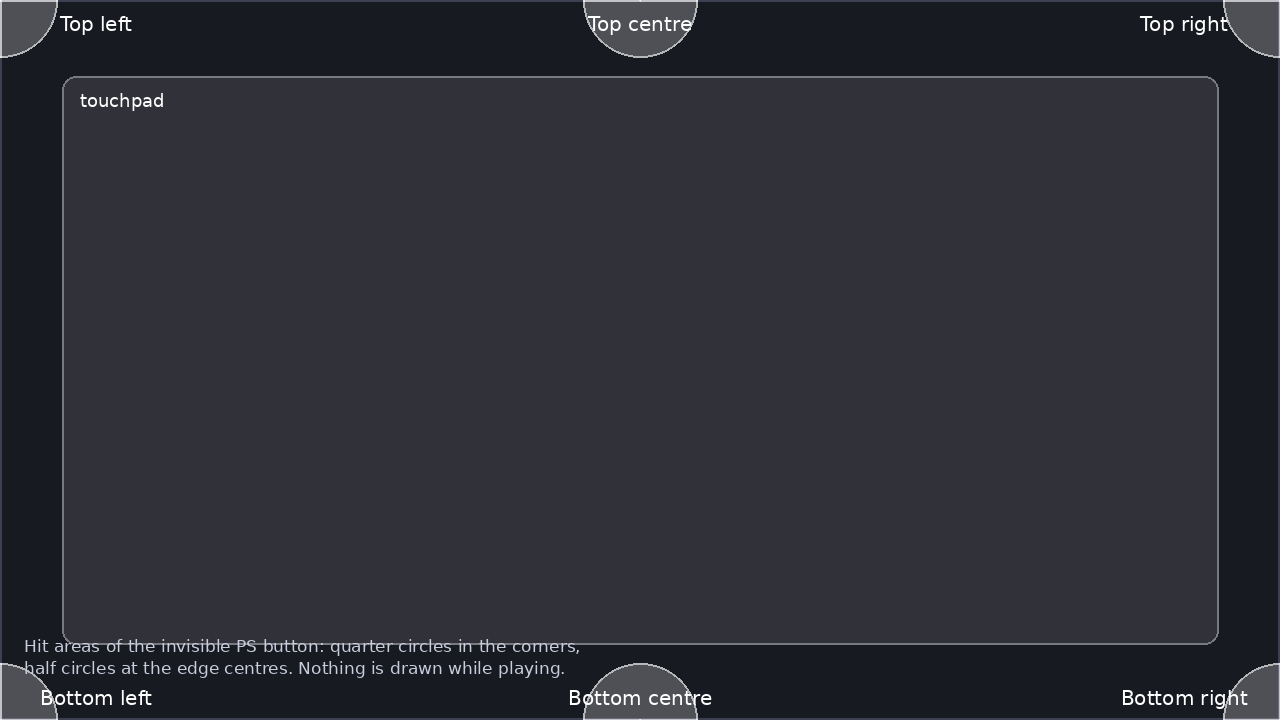 Top left
Top centre
Top right
touchpad
Hit areas of the invisible PS button: quarter circles in the corners,
half circles at the edge centres. Nothing is drawn while playing.
Bottom left
Bottom centre
Bottom right